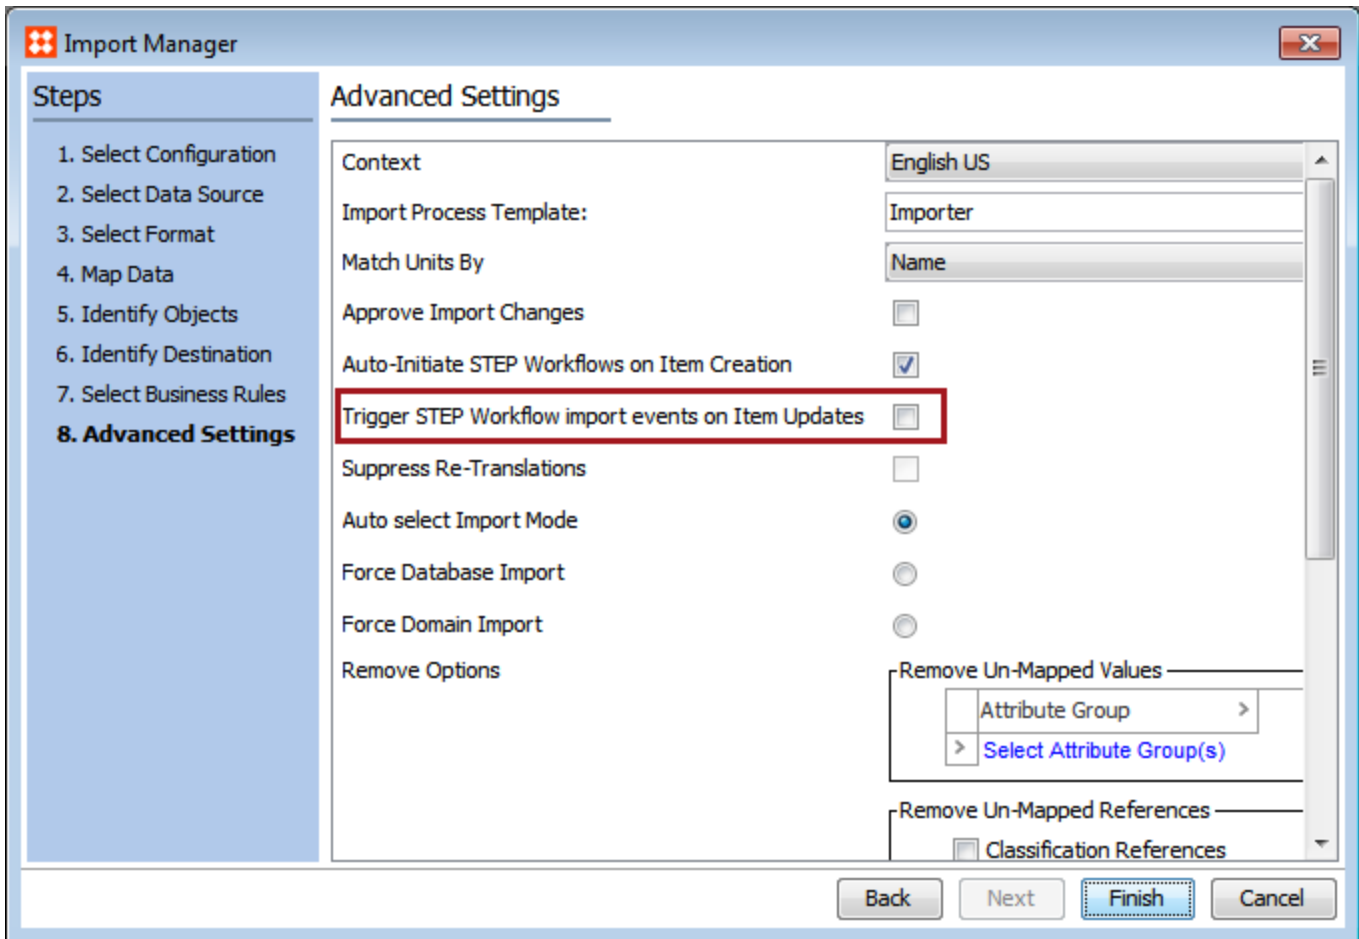 Import Manager
Steps
1. Select Configuration
2. Select Data Source
3. Select Format
4. Map Data
5. Identify Objects
6. Identify Destination
7. Select Business Rules
8. Advanced Settings
Advanced Settings
Context English US
Import Process Template: Importer
Match Units By Name
Approve Import Changes
Auto-Initiate STEP Workflows on Item Creation
Trigger STEP Workflow import events on Item Updates
Suppress Re-Translations
Auto select Import Mode
Force Database Import
Force Domain Import
Remove Options Remove Un-Mapped Values
Attribute Group >
> Select Attribute Group(s)
Remove Un-Mapped References
Classification References
Back Next Finish Cancel